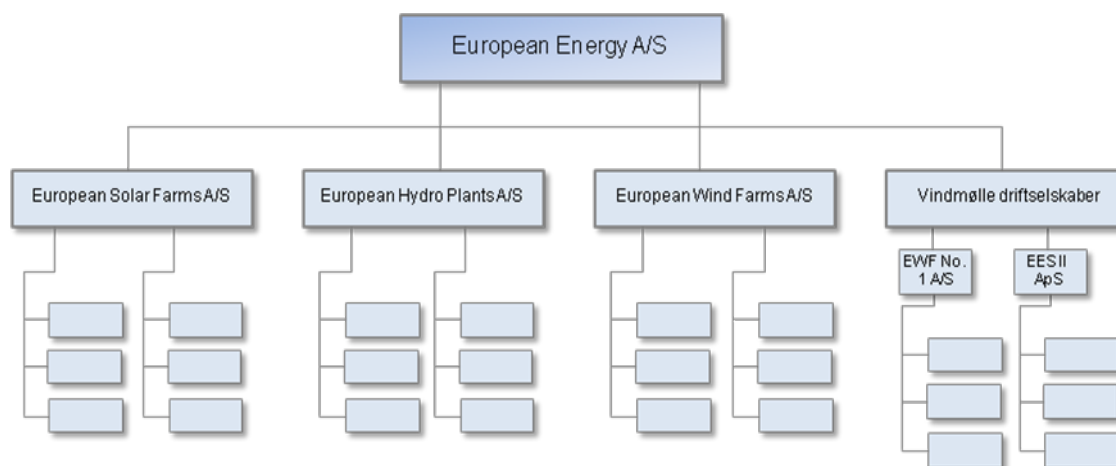 European Energy A/S
European Solar Farms A/S
European Hydro Plants A/S
European Wind Farms A/S
Vindmølle driftselskaber
EWF No.
1 A/S
EES II
ApS